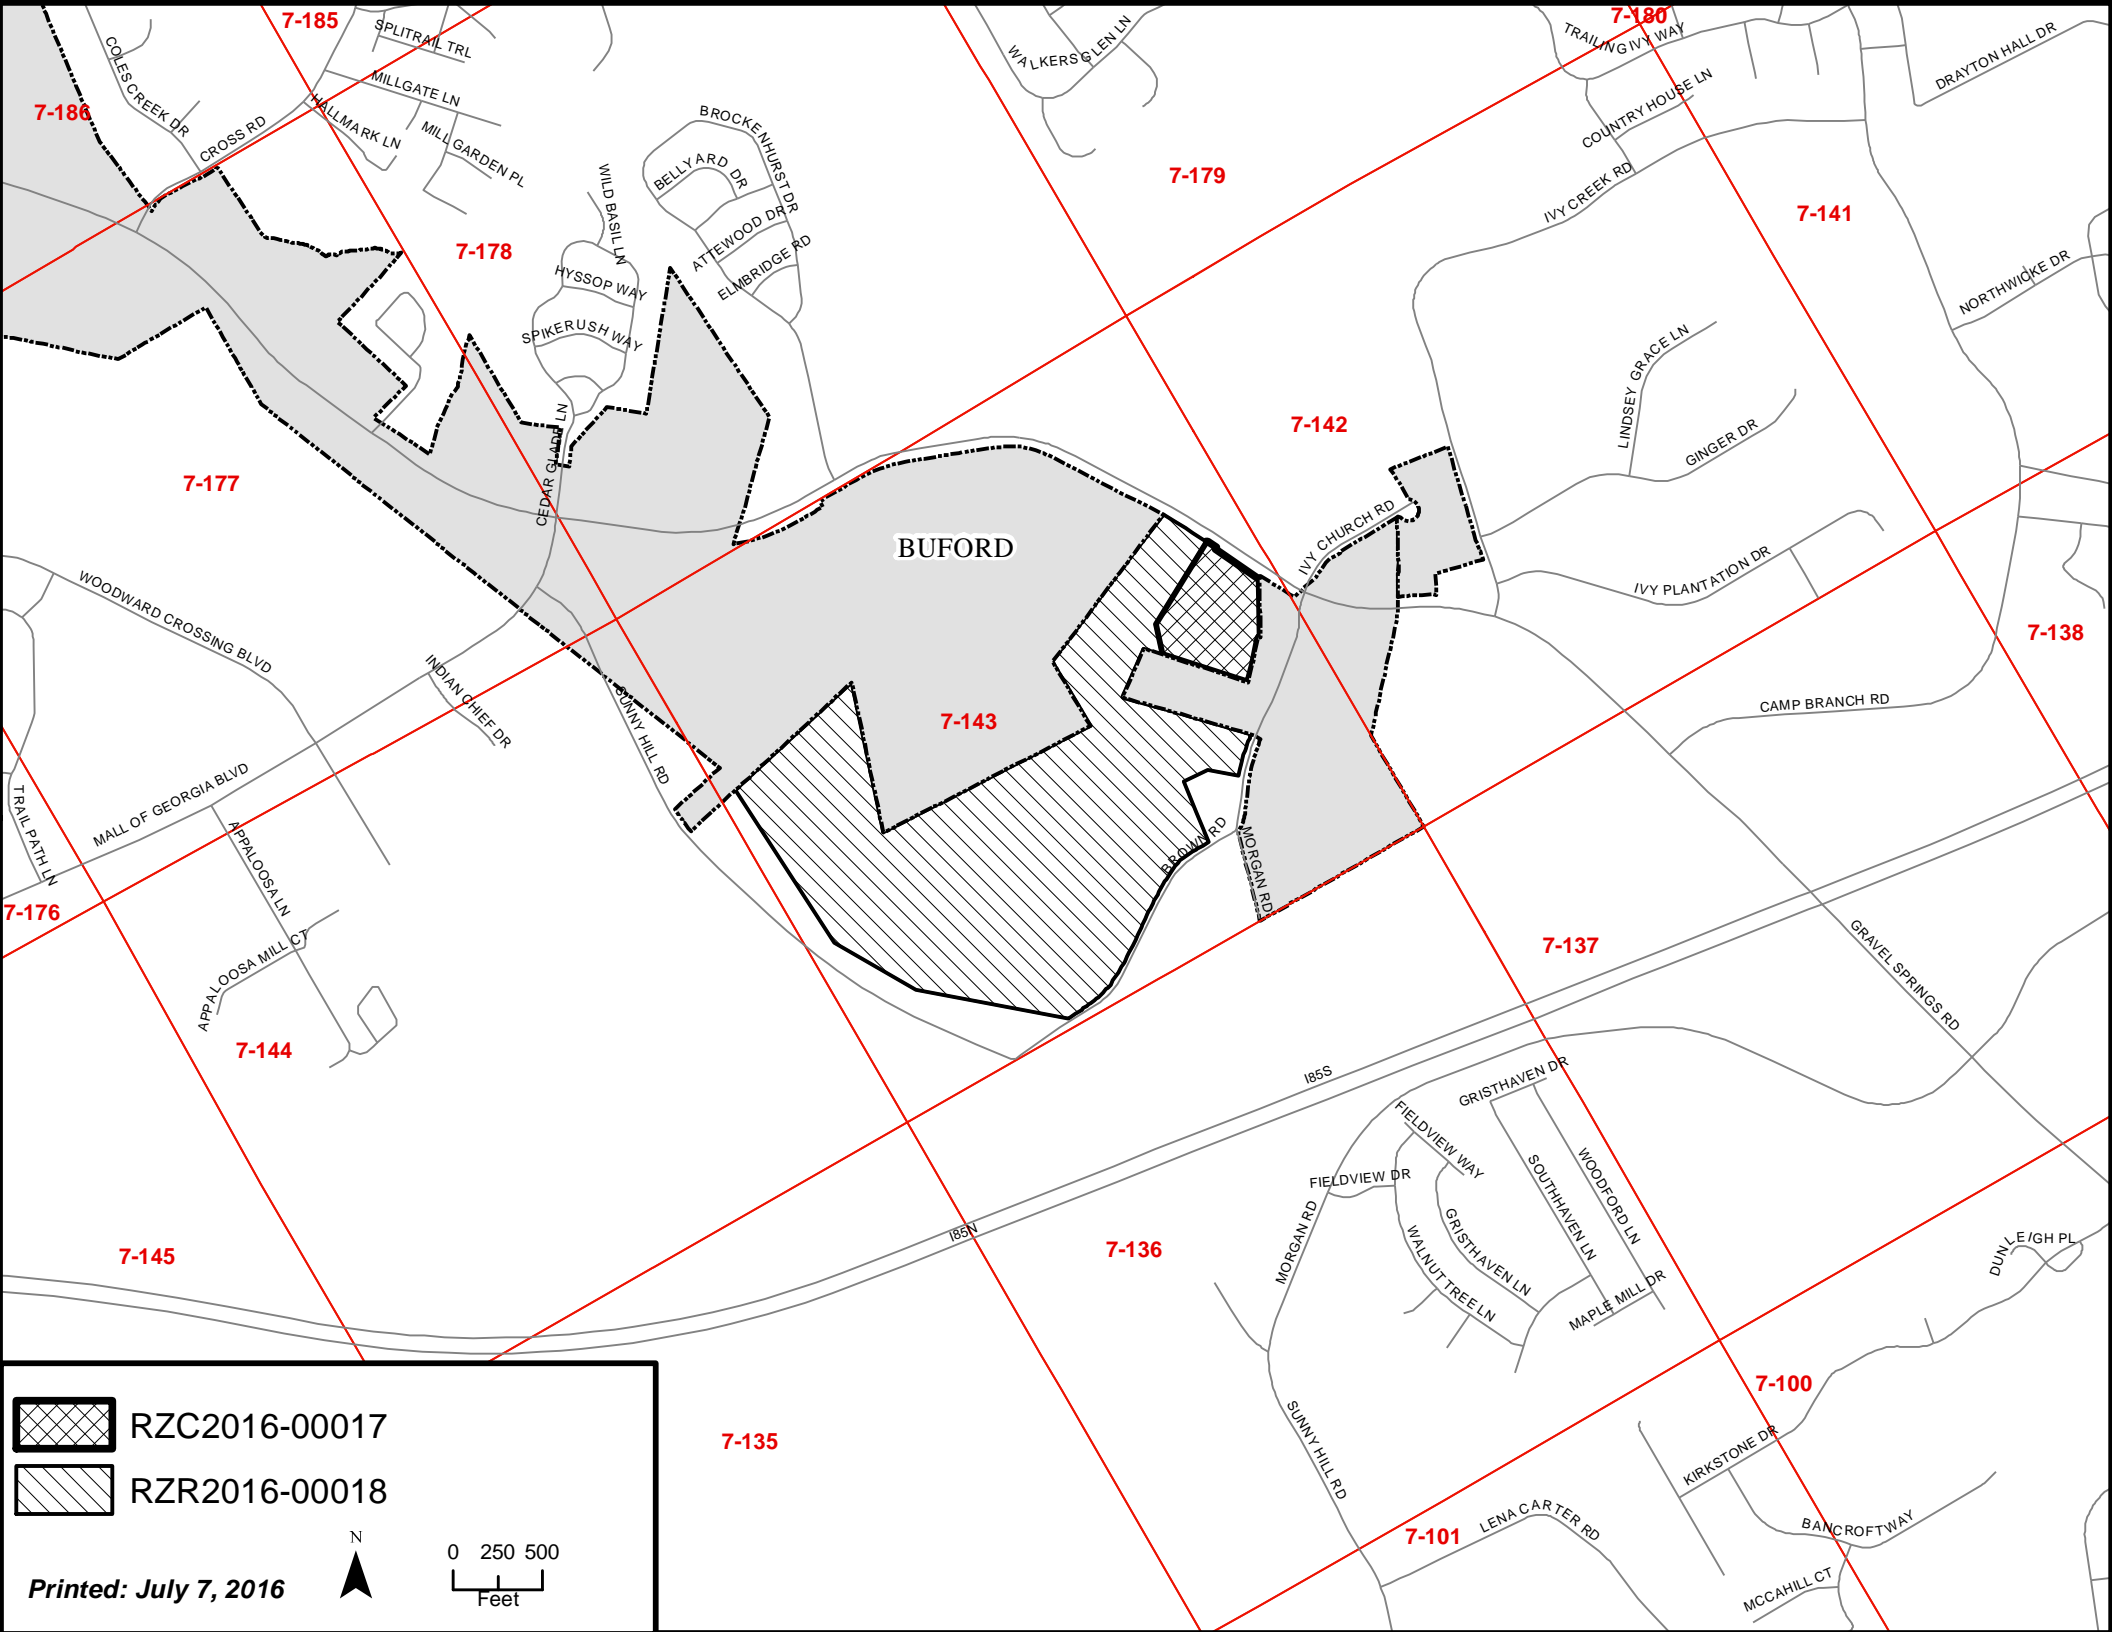 7-185
7-180
SPLITRAIL TRL
WALKERS GLEN LN
TRAILING IVY WAY
DRAYTON HALL DR
COLES CREEK DR
MILLGATE LN
COUNTRY HOUSE LN
7-186
HALLMARK LN
CROSS RD
MILL GARDEN PL
BROCKENHURST DR
BELLYARD DR
7-179
IVY CREEK RD
7-141
WILD BASIL LN
ATTEWOOD DR
7-178
ELMBRIDGE RD
HYSSOP WAY
NORTHWICKE DR
SPIKERUSH WAY
LINDSEY GRACE LN
7-142
GINGER DR
7-177
CEDAR GLADE LN
BUFORD
IVY CHURCH RD
IVY PLANTATION DR
WOODWARD CROSSING BLVD
7-138
INDIAN CHIEF DR
SUNNY HILL RD
7-143
CAMP BRANCH RD
MALL OF GEORGIA BLVD
TRAIL PATH LN
APPALOOSA LN
BROWN RD
MORGAN RD
7-176
APPALOOSA MILL CT
7-137
GRAVEL SPRINGS RD
7-144
I85S
GRISTHAVEN DR
FIELDVIEW WAY
FIELDVIEW DR
SOUTHHAVEN LN
WOODFORD LN
7-145
I85N
7-136
MORGAN RD
WALNUT TREE LN
GRISTHAVEN LN
DUNLEIGH PL
MAPLE MILL DR
7-100
RZC2016-00017
7-135
SUNNY HILL RD
KIRKSTONE DR
RZR2016-00018
7-101
LENA CARTER RD
BANCROFT WAY
N
0 250 500
Feet
Printed: July 7, 2016
MCCAHILL CT